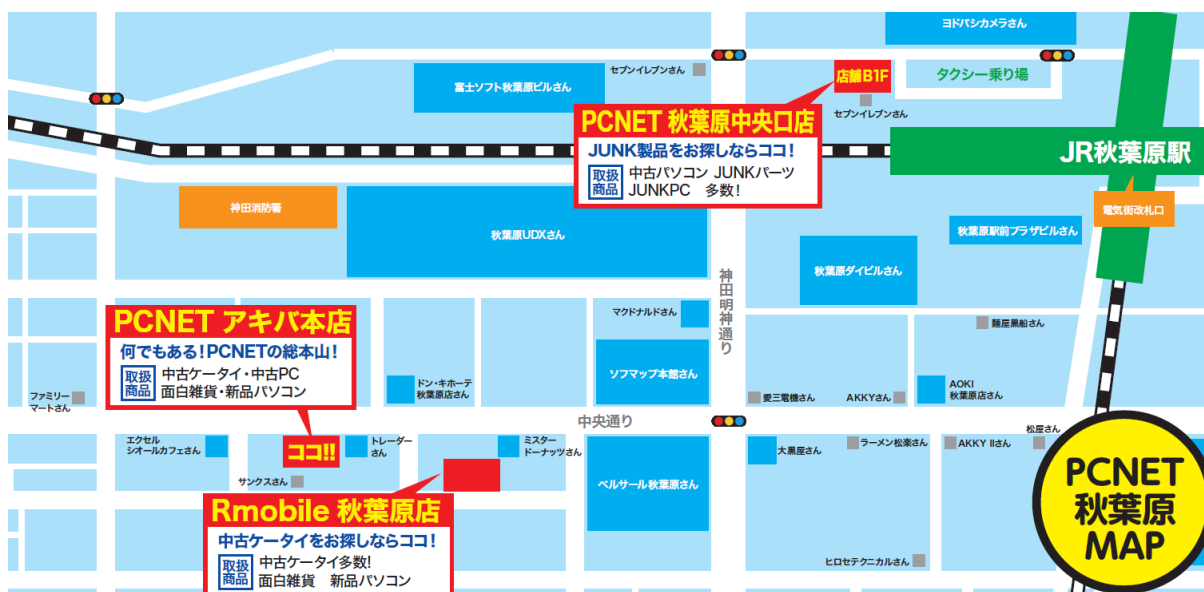 ヨドバシカメラさん
セブンイレブンさん
店舗B1F
タクシー乗り場
富士ソフト秋葉原ビルさん
セブンイレブンさん
PCNET 秋葉原中央口店
JUNK製品をお探しならココ!
取扱商品
中古パソコン JUNKパーツ
JUNKPC 多数!
JR秋葉原駅
電気街改札口
神田消防署
秋葉原UDXさん
秋葉原駅前プラザビルさん
秋葉原ダイビルさん
神田明神通り
PCNET アキバ本店
何でもある!PCNETの総本山!
取扱商品
中古ケータイ・中古PC
面白雑貨・新品パソコン
マクドナルドさん
麺屋黒船さん
ソフマップ本館さん
ドン・キホーテ
秋葉原店さん
ファミリー
マートさん
愛三電機さん
AKKYさん
AOKI
秋葉原店さん
中央通り
エクセル
シオールカフェさん
ココ!!
トレーダー
さん
ミスター
ドーナッツさん
サンクスさん
ベルサール秋葉原さん
大黒屋さん
ラーメン松楽さん
AKKY IIさん
松屋さん
Rmobile 秋葉原店
中古ケータイをお探しならココ!
取扱商品
中古ケータイ多数!
面白雑貨 新品パソコン
ヒロセテクニカルさん
PCNET
秋葉原
MAP